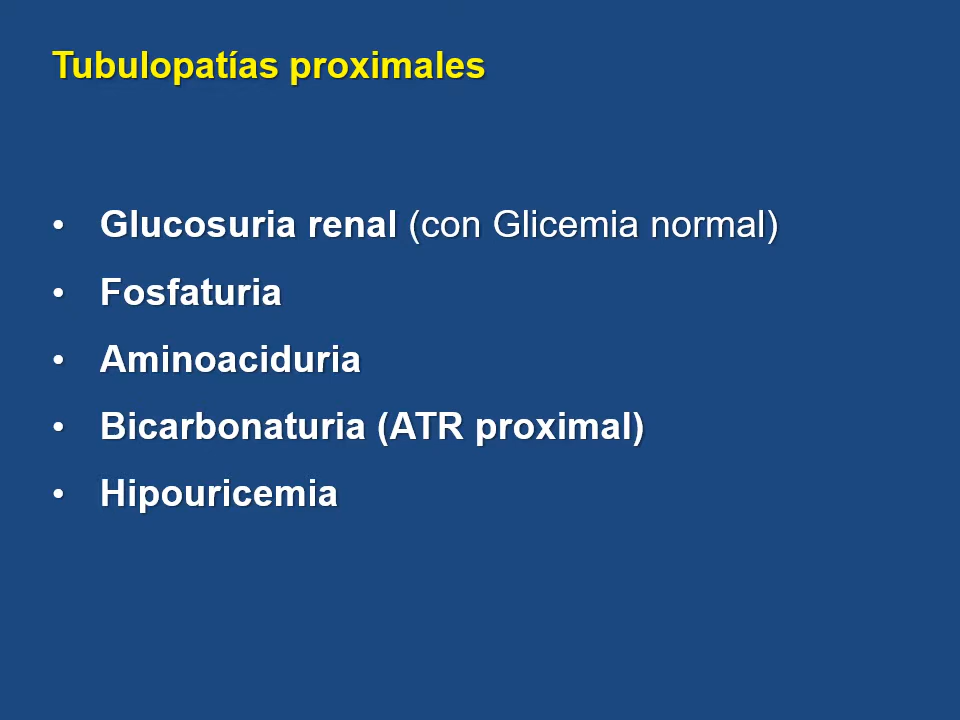 Tubulopatías proximales
• Glucosuria renal (con Glicemia normal)
• Fosfaturia
• Aminoaciduria
• Bicarbonaturia (ATR proximal)
• Hipouricemia